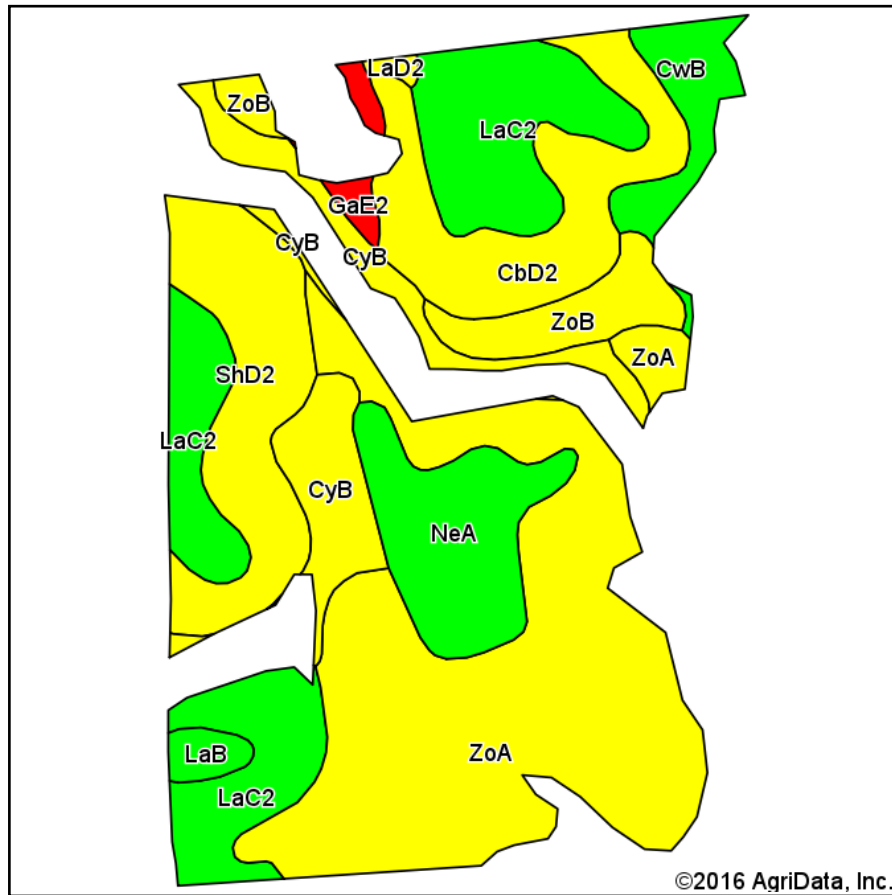 LaD2
CwB
ZoB
LaC2
GaE2
CyB
CyB
CbD2
ZoB
ZoA
ShD2
LaC2
CyB
NeA
LaB
ZoA
LaC2
©2016 AgriData, Inc.